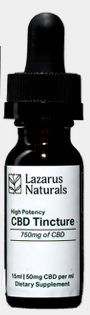 Lazarus
Naturals
High Potency
CBD Tincture
750mg of CBD
15ml | 50mg CBD per ml
Dietary Supplement